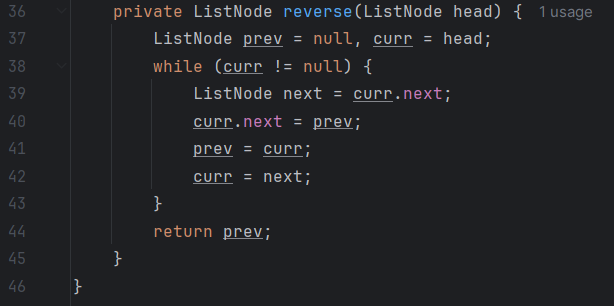 36 private ListNode reverse(ListNode head) { 1 usage
37 ListNode prev = null, curr = head;
38 while (curr != null) {
39 ListNode next = curr.next;
40 curr.next = prev;
41 prev = curr;
42 curr = next;
43 }
44 return prev;
45 }
46 }